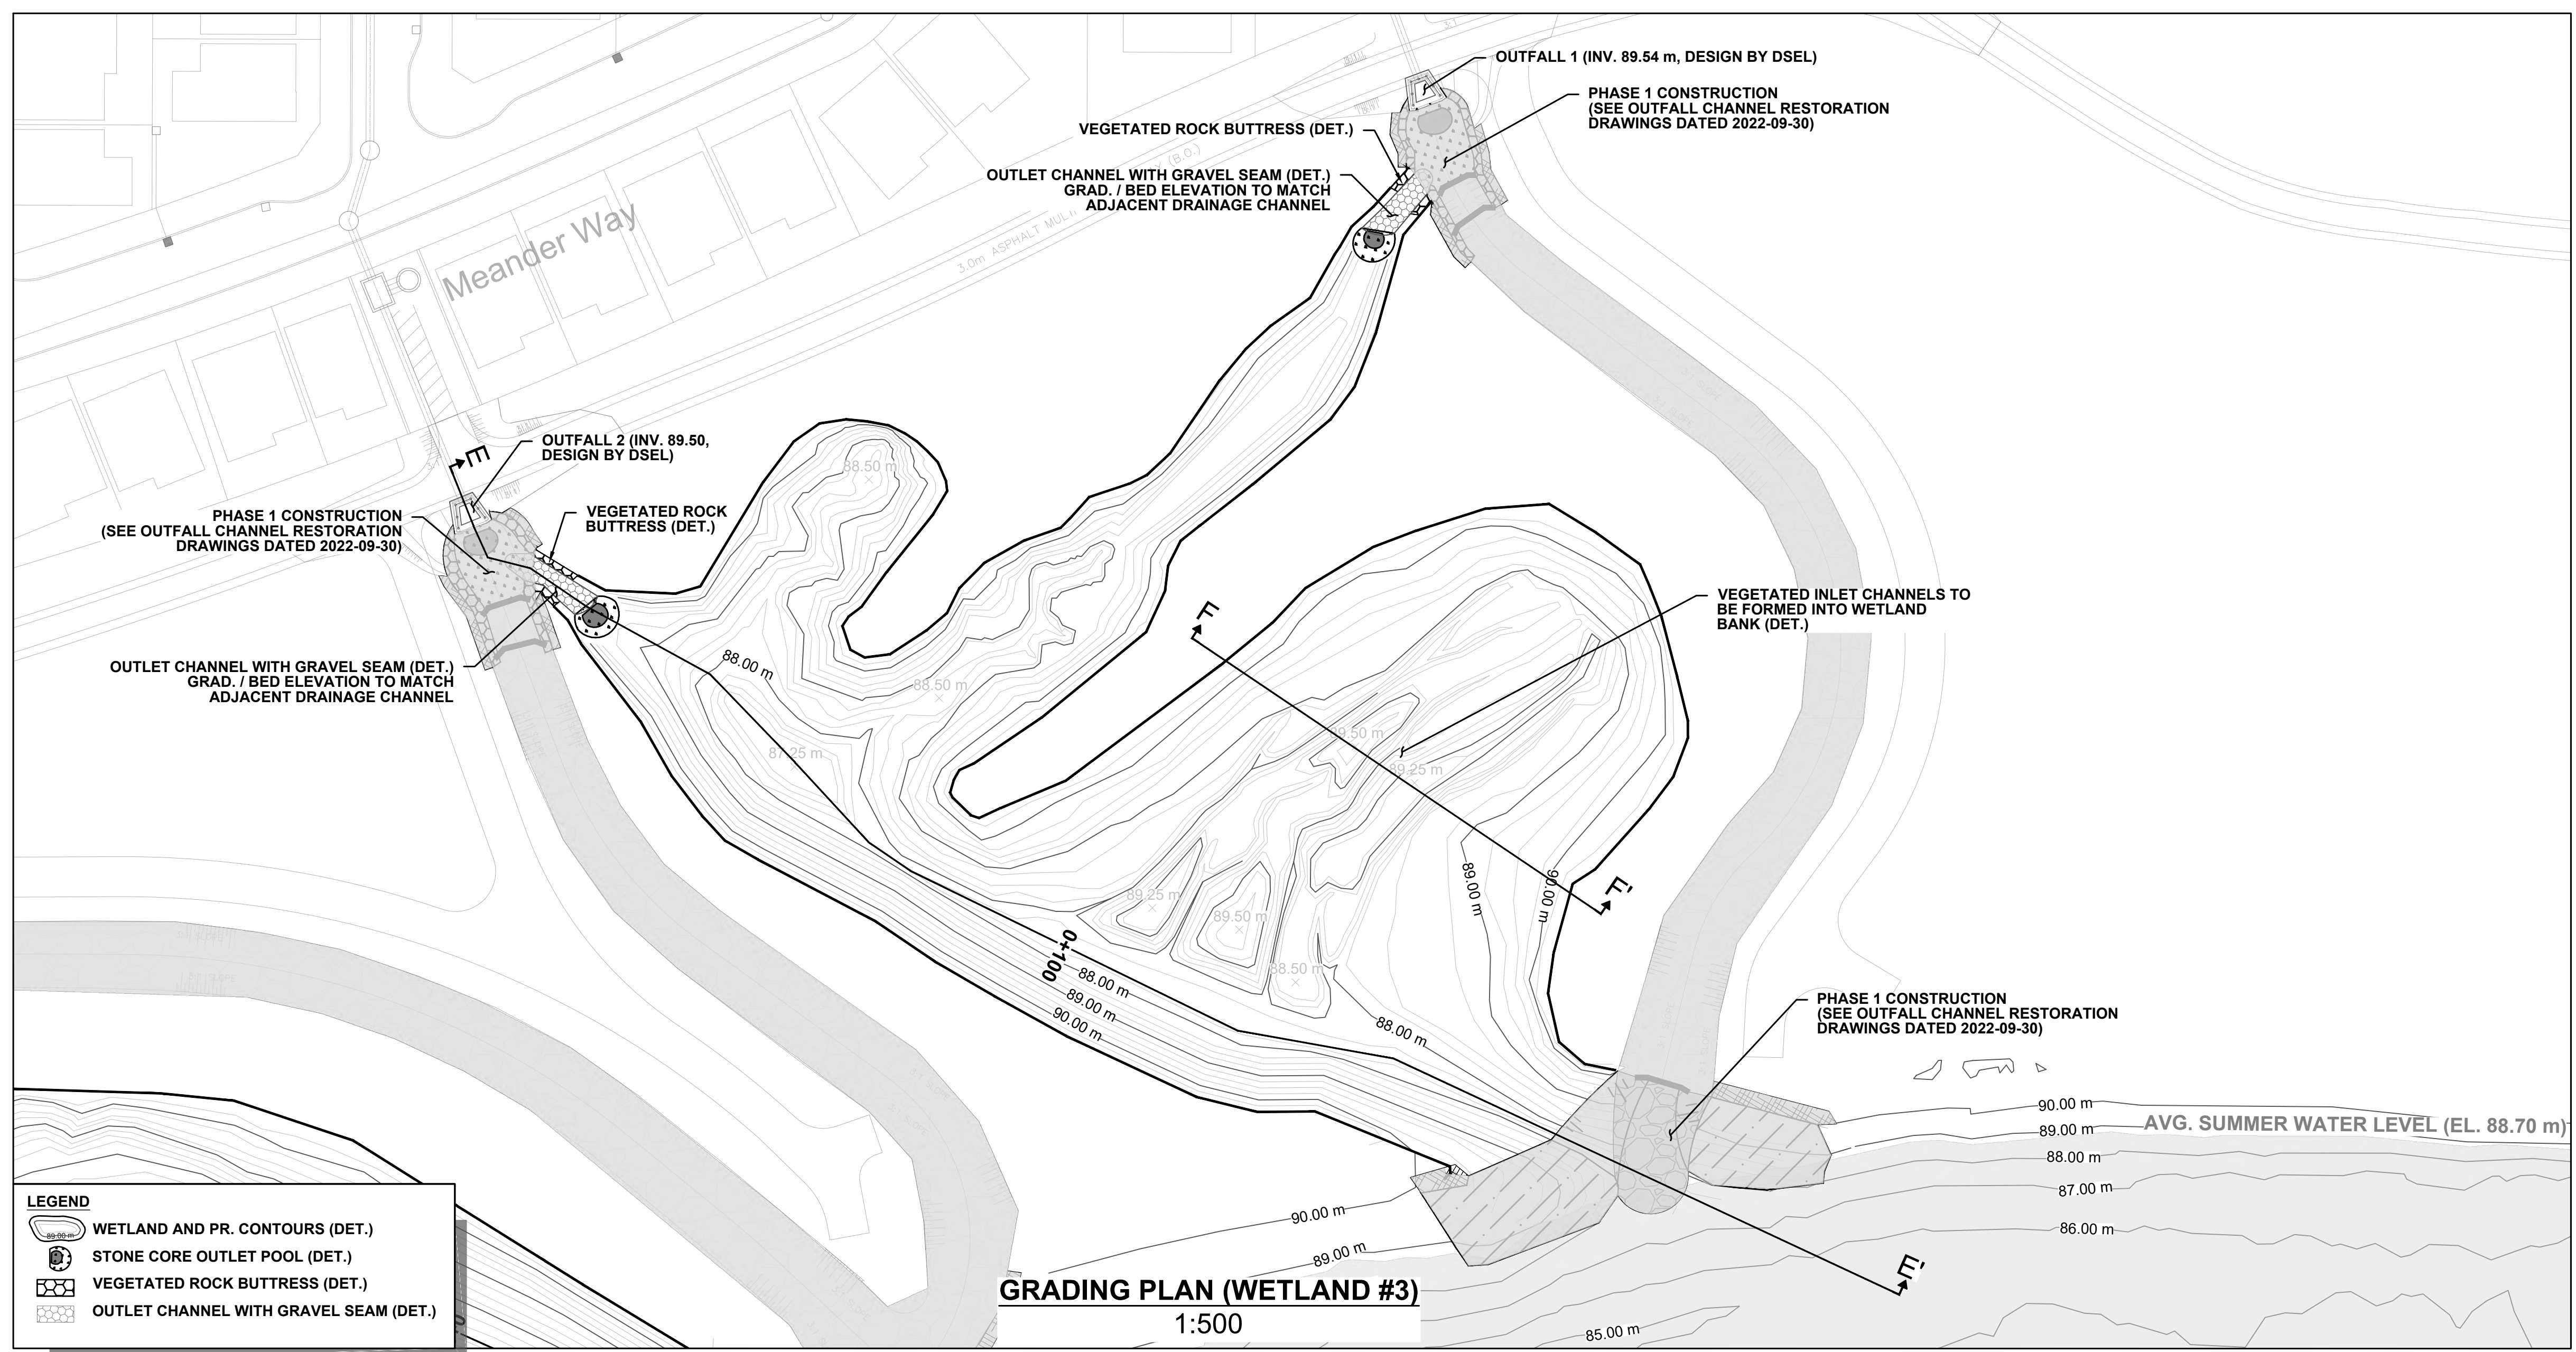 OUTFALL 1 (INV. 89.54 m, DESIGN BY DSEL)
PHASE 1 CONSTRUCTION
(SEE OUTFALL CHANNEL RESTORATION
DRAWINGS DATED 2022-09-30)
VEGETATED ROCK BUTTRESS (DET.)
OUTLET CHANNEL WITH GRAVEL SEAM (DET.)
GRAD. / BED ELEVATION TO MATCH
ADJACENT DRAINAGE CHANNEL
3:1
3.0m ASPHALT MULTI
(B.O.)
Meander Way
OUTFALL 2 (INV. 89.50,
DESIGN BY DSEL)
E
PHASE 1 CONSTRUCTION
(SEE OUTFALL CHANNEL RESTORATION
DRAWINGS DATED 2022-09-30)
VEGETATED ROCK
BUTTRESS (DET.)
OUTLET CHANNEL WITH GRAVEL SEAM (DET.)
GRAD. / BED ELEVATION TO MATCH
ADJACENT DRAINAGE CHANNEL
88.50 m
88.00 m
88.50 m
87.25 m
F
VEGETATED INLET CHANNELS TO
BE FORMED INTO WETLAND
BANK (DET.)
89.50 m
89.25 m
89.25 m
89.50 m
88.50 m
89.00 m
90.00 m
F'
0+100
88.00 m
89.00 m
90.00 m
88.00 m
PHASE 1 CONSTRUCTION
(SEE OUTFALL CHANNEL RESTORATION
DRAWINGS DATED 2022-09-30)
90.00 m
AVG. SUMMER WATER LEVEL (EL. 88.70 m)
89.00 m
88.00 m
87.00 m
86.00 m
90.00 m
89.00 m
85.00 m
E'
LEGEND
89.00 m
WETLAND AND PR. CONTOURS (DET.)
STONE CORE OUTLET POOL (DET.)
VEGETATED ROCK BUTTRESS (DET.)
OUTLET CHANNEL WITH GRAVEL SEAM (DET.)
GRADING PLAN (WETLAND #3)
1:500